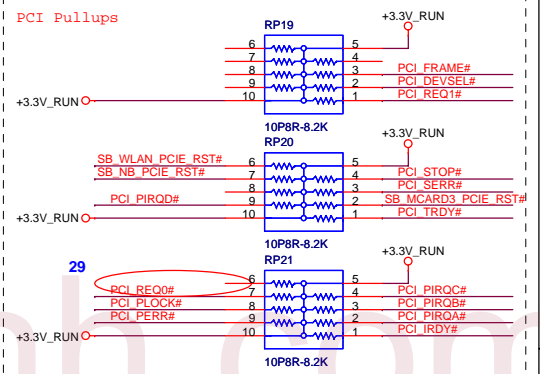 PCI Pullups
RP19
+3.3V_RUN
6 5
7 4
8 3 PCI_FRAME#
9 2 PCI_DEVSEL#
10 1 PCI_REQ1#
+3.3V_RUN
10P8R-8.2K
RP20
+3.3V_RUN
SB_WLAN_PCIE_RST# 6 5
SB_NB_PCIE_RST# 7 4 PCI_STOP#
8 3 PCI_SERR#
PCI_PIRQD# 9 2 SB_MCARD3_PCIE_RST#
10 1 PCI_TRDY#
+3.3V_RUN
10P8R-8.2K
29
RP21
+3.3V_RUN
6 5
PCI_REQ0# 7 4 PCI_PIRQC#
PCI_PLOCK# 8 3 PCI_PIRQB#
PCI_PERR# 9 2 PCI_PIRQA#
10 1 PCI_IRDY#
+3.3V_RUN
10P8R-8.2K